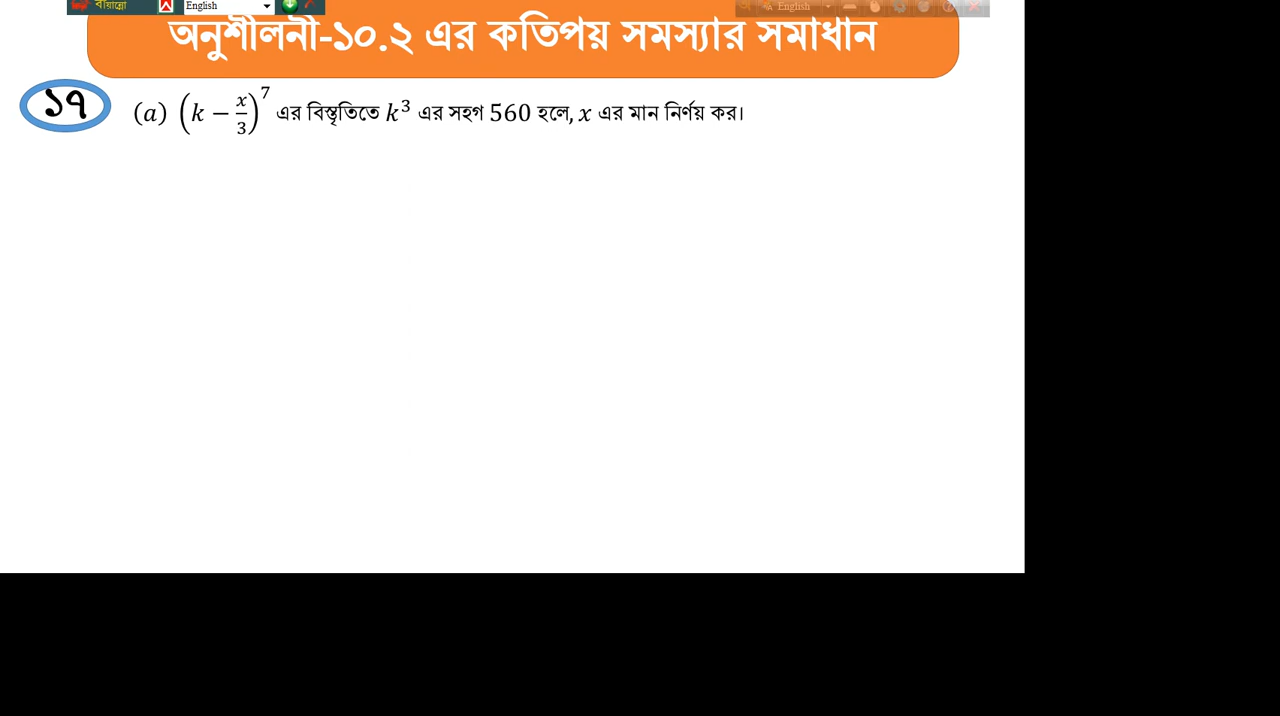 বায়ান্নো English English
অনুশীলনী-১০.২ এর কতিপয় সমস্যার সমাধান
১৭ (a) (k − x/3)^7 এর বিস্তৃতিতে k^3 এর সহগ 560 হলে, x এর মান নির্ণয় কর।